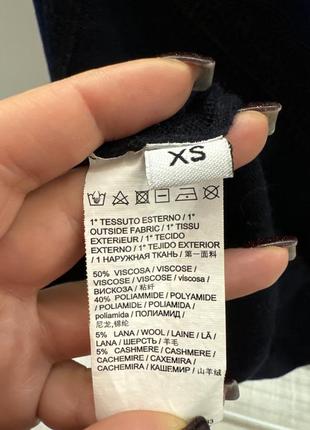 XS
1° TESSUTO ESTERNO / 1°
OUTSIDE FABRIC / 1° TISSU
EXTERIEUR / 1° TECIDO
EXTERNO / 1° TEJIDO EXTERIOR
/ 1 НАРУЖНАЯ ТКАНЬ / 第一面料
50% VISCOSA / VISCOSE /
VISCOSE / VISCOSE / viscosa /
ВИСКОЗА / 粘纤
40% POLIAMMIDE / POLYAMIDE
/ POLYAMIDE / POLIAMMIDA /
poliamida / ПОЛИАМИД /
尼龙, 锦纶
5% LANA / WOOL / LAINE / LÃ /
LANA / ШЕРСТЬ / 羊毛
5% CASHMERE / CASHMERE /
CACHEMIRE / CAXEMIRA /
CACHEMIRA / КАШЕМИР / 山羊绒